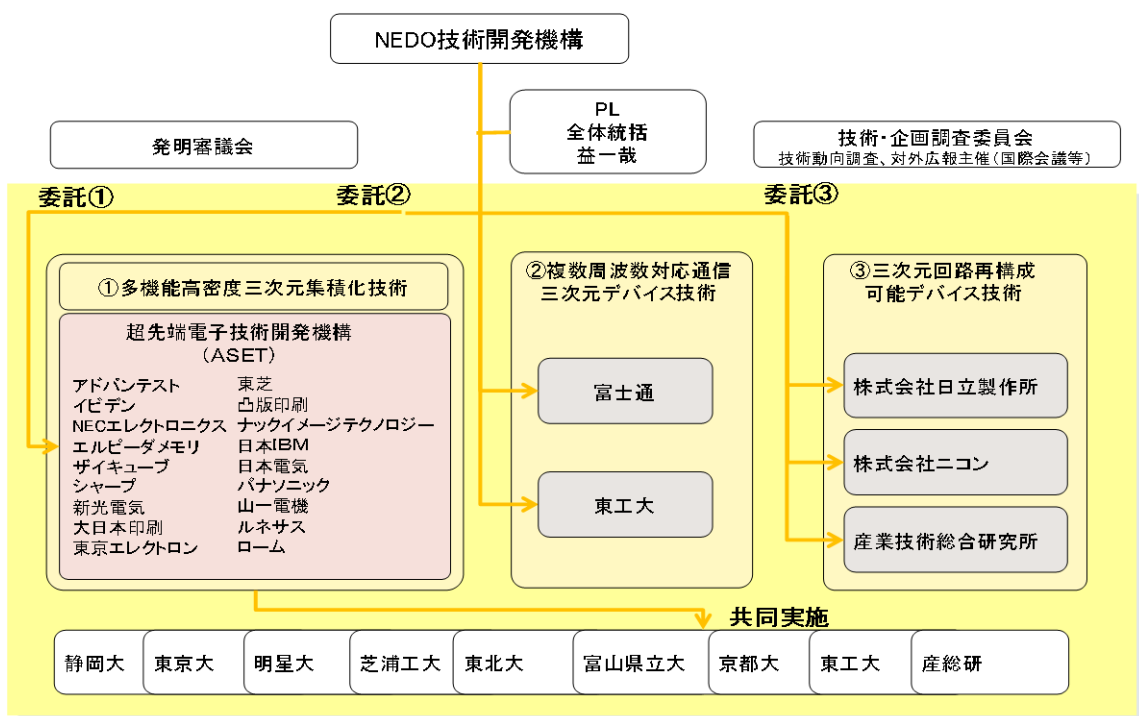 NEDO技術開発機構
PL
全体統括
益一哉
発明審議会
技術・企画調査委員会
技術動向調査、対外広報主催(国際会議等)
委託①
委託②
委託③
①多機能高密度三次元集積化技術
超先端電子技術開発機構
(ASET)
アドバンテスト
イビデン
NECエレクトロニクス
エルピーダメモリ
ザイキューブ
シャープ
新光電気
大日本印刷
東京エレクトロン
東芝
凸版印刷
ナックイメージテクノロジー
日本IBM
日本電気
パナソニック
山一電機
ルネサス
ローム
②複数周波数対応通信
三次元デバイス技術
富士通
東工大
③三次元回路再構成
可能デバイス技術
株式会社日立製作所
株式会社ニコン
産業技術総合研究所
共同実施
静岡大
東京大
明星大
芝浦工大
東北大
富山県立大
京都大
東工大
産総研